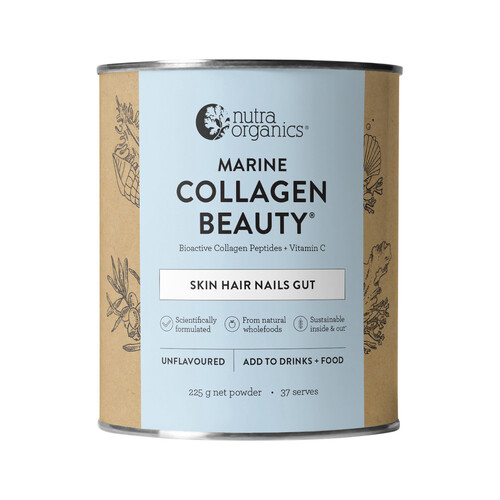 nutra
organics®
MARINE
COLLAGEN
BEAUTY®
Bioactive Collagen Peptides + Vitamin C
SKIN HAIR NAILS GUT
Scientifically
formulated
From natural
wholefoods
Sustainable
inside & out
UNFLAVOURED
ADD TO DRINKS + FOOD
225 g net powder • 37 serves